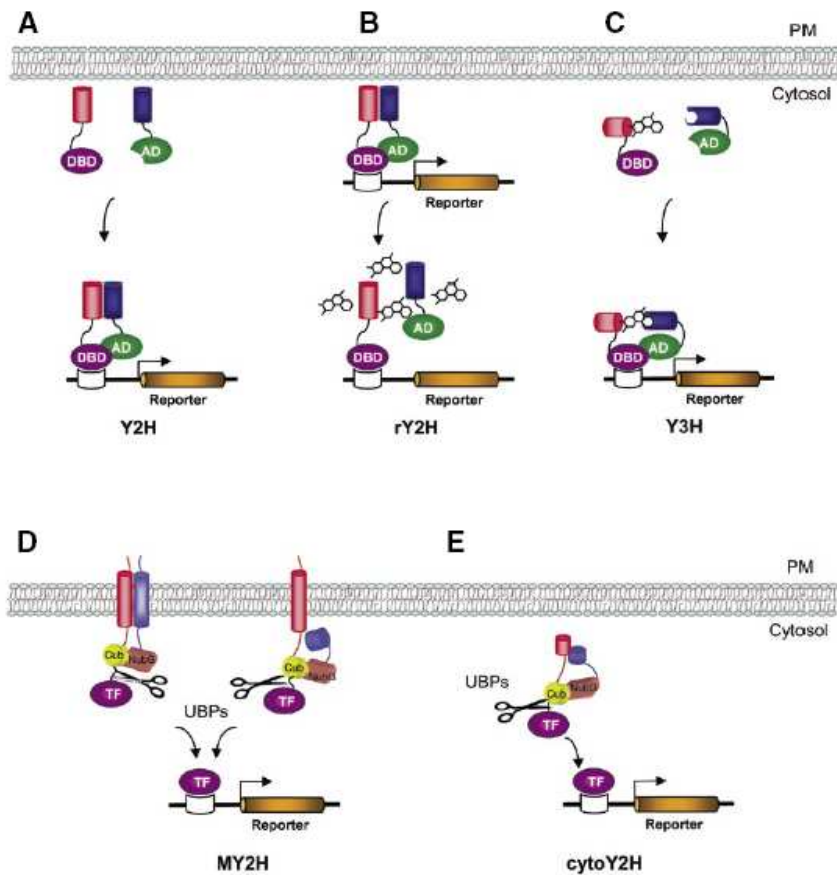 A
B
C
PM
Cytosol
DBD
AD
DBD
AD
Reporter
DBD
AD
DBD
AD
Reporter
Y2H
AD
DBD
Reporter
rY2H
DBD
AD
Reporter
Y3H
D
E
PM
Cytosol
Cub
NubG
TF
Cub
NubG
TF
UBPs
TF
Reporter
MY2H
UBPs
Cub
NubG
TF
TF
Reporter
cytoY2H